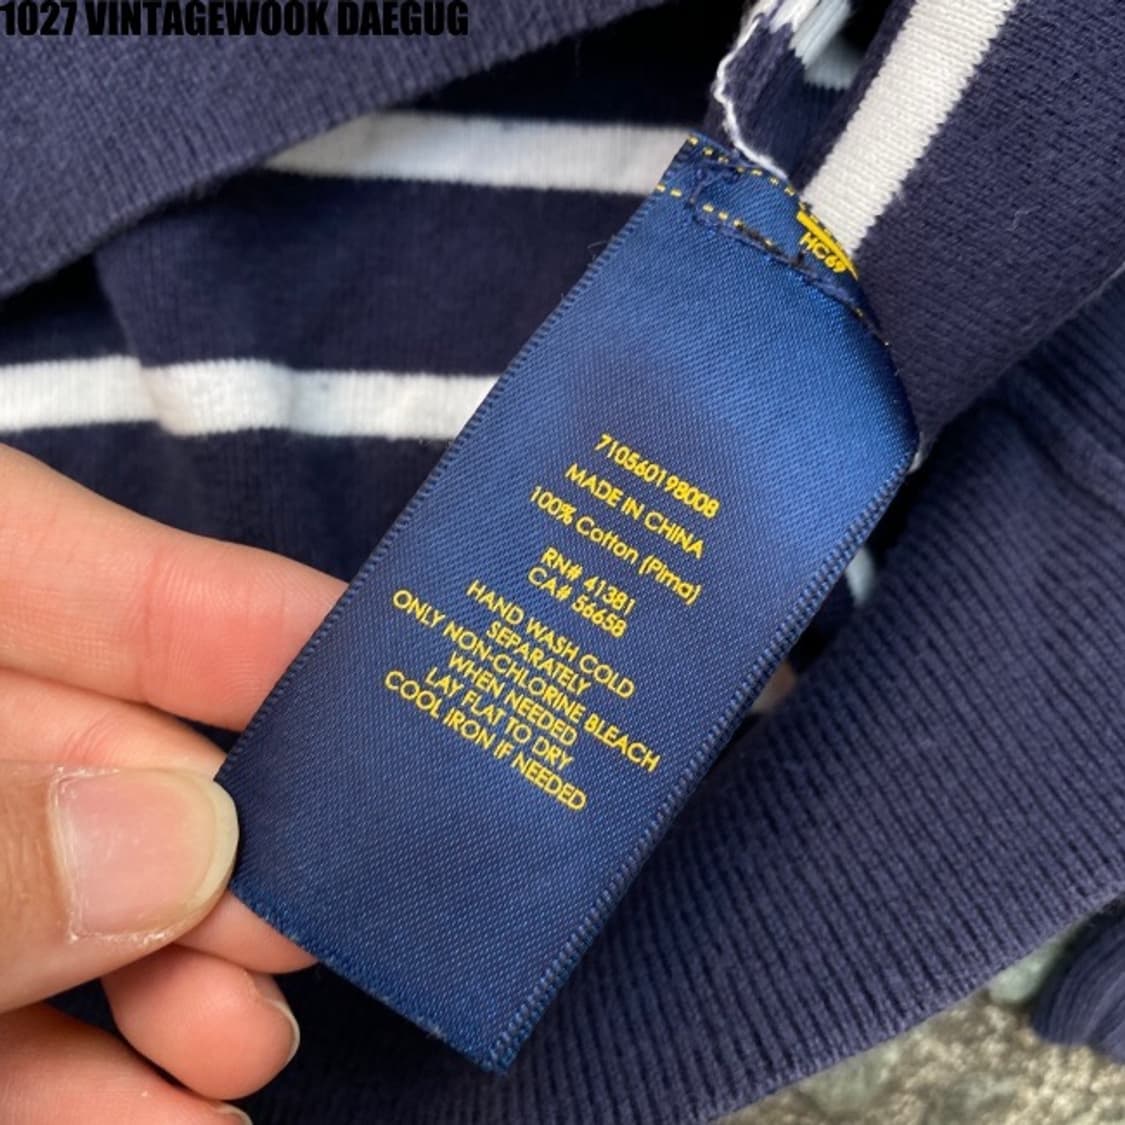 1027 VINTAGEWOOK DAEGUG
HC69
710560198008
MADE IN CHINA
100% Cotton (Pima)
RN# 41381
CA# 56658
HAND WASH COLD
SEPARATELY
ONLY NON-CHLORINE BLEACH
WHEN NEEDED
LAY FLAT TO DRY
COOL IRON IF NEEDED